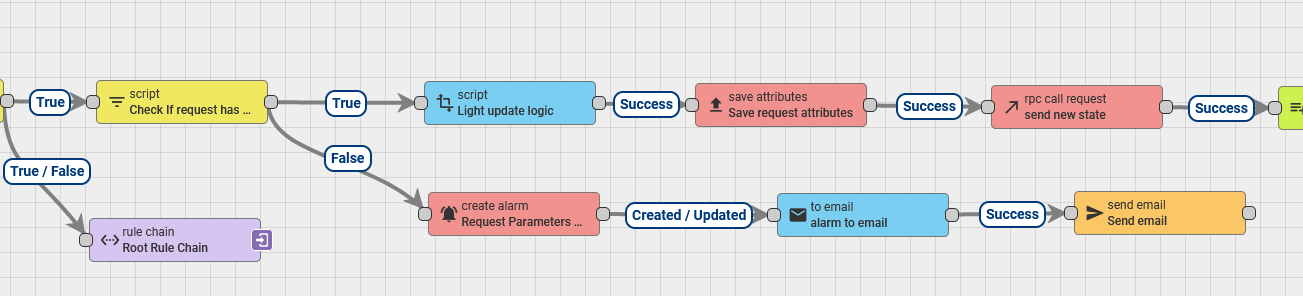 True
script
Check If request has ...
True
script
Light update logic
Success
save attributes
Save request attributes
Success
rpc call request
send new state
Success
True / False
False
rule chain
Root Rule Chain
create alarm
Request Parameters ...
Created / Updated
to email
alarm to email
Success
send email
Send email